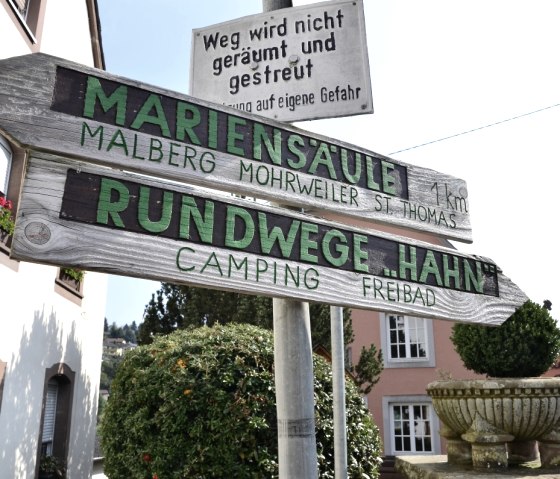 Weg wird nicht
geräumt und
gestreut
auf eigene Gefahr
MARIENSÄULE
1 km
MALBERG MOHRWEILER ST. THOMAS
RUNDWEGE „HAHN“
CAMPING FREIBAD